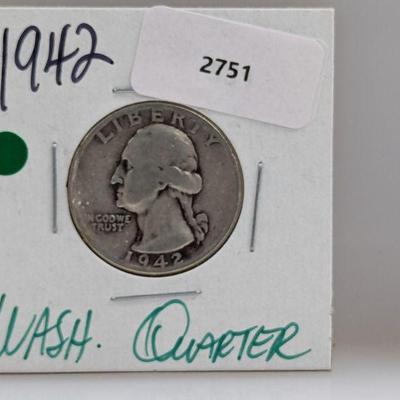 1942
2751
LIBERTY
IN GOD WE
TRUST
1942
WASH. QUARTER